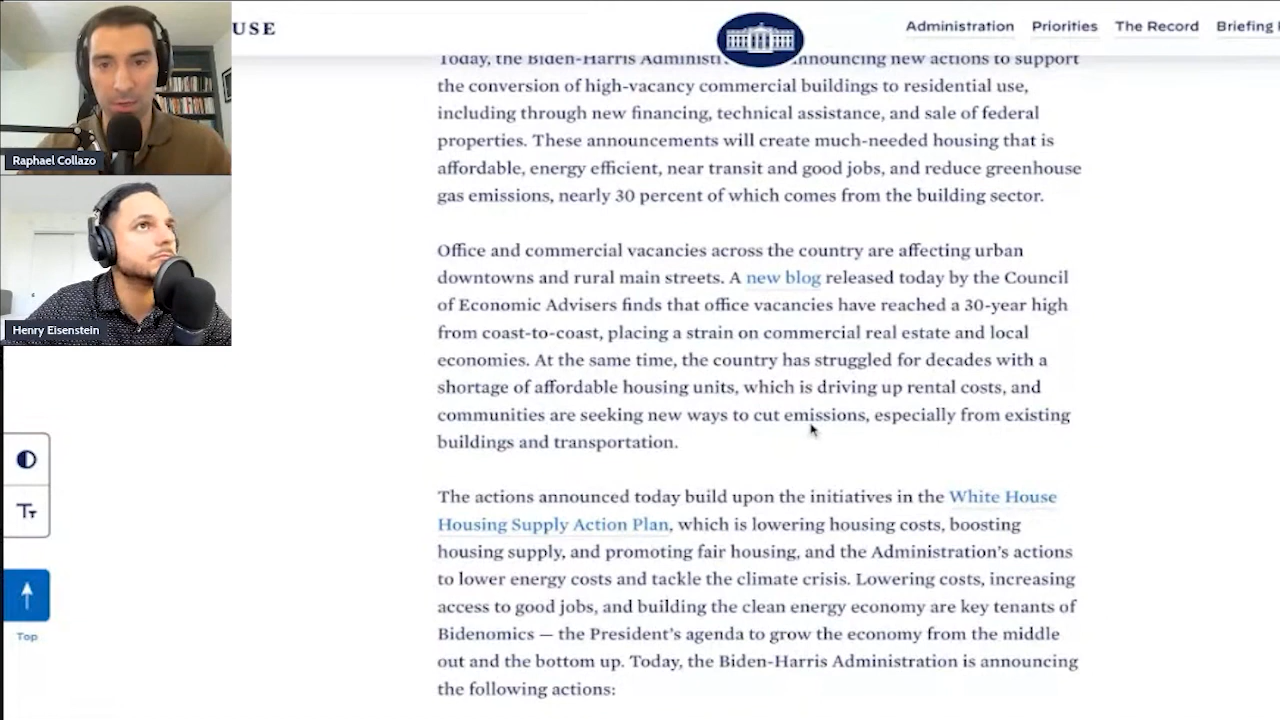 USE
Administration Priorities The Record Briefing
Raphael Collazo
Henry Eisenstein
Today, the Biden-Harris announcing new actions to support
the conversion of high-vacancy commercial buildings to residential use,
including through new financing, technical assistance, and sale of federal
properties. These announcements will create much-needed housing that is
affordable, energy efficient, near transit and good jobs, and reduce greenhouse
gas emissions, nearly 30 percent of which comes from the building sector.
Office and commercial vacancies across the country are affecting urban
downtowns and rural main streets. A new blog released today by the Council
of Economic Advisers finds that office vacancies have reached a 30-year high
from coast-to-coast, placing a strain on commercial real estate and local
economies. At the same time, the country has struggled for decades with a
shortage of affordable housing units, which is driving up rental costs, and
communities are seeking new ways to cut emissions, especially from existing
buildings and transportation.
The actions announced today build upon the initiatives in the White House
Housing Supply Action Plan, which is lowering housing costs, boosting
housing supply, and promoting fair housing, and the Administration's actions
to lower energy costs and tackle the climate crisis. Lowering costs, increasing
access to good jobs, and building the clean energy economy are key tenants of
Bidenomics — the President's agenda to grow the economy from the middle
out and the bottom up. Today, the Biden-Harris Administration is announcing
the following actions:
TT
Top